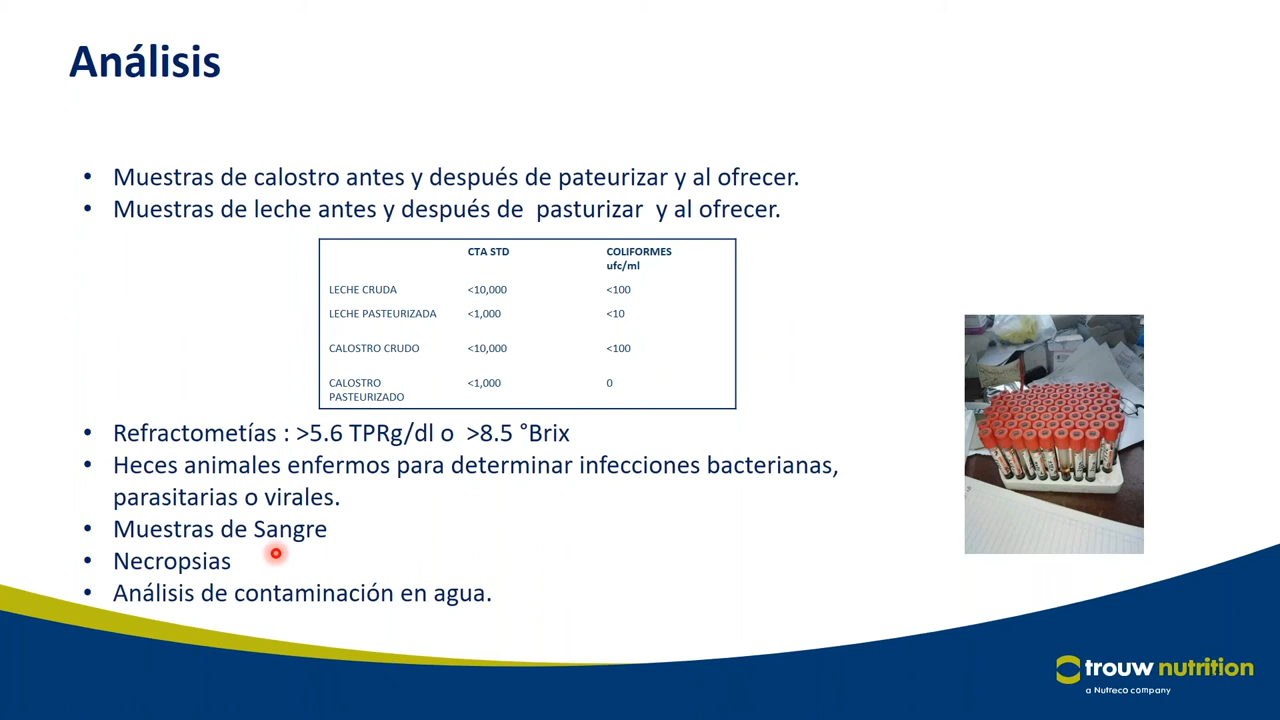 Análisis
• Muestras de calostro antes y después de pateurizar y al ofrecer.
• Muestras de leche antes y después de pasturizar y al ofrecer.
CTA STD COLIFORMES
ufc/ml
LECHE CRUDA <10,000 <100
LECHE PASTEURIZADA <1,000 <10
CALOSTRO CRUDO <10,000 <100
CALOSTRO <1,000 0
PASTEURIZADO
• Refractometías : >5.6 TPRg/dl o >8.5 °Brix
• Heces animales enfermos para determinar infecciones bacterianas,
parasitarias o virales.
• Muestras de Sangre
• Necropsias
• Análisis de contaminación en agua.
trouw nutrition
a Nutreco company